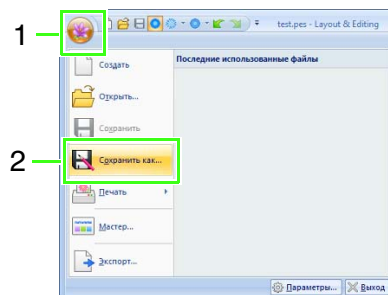 1
test.pes - Layout & Editing
Последние использованные файлы
Создать
Открыть...
Сохранить
2
Сохранить как...
Печать
Мастер...
Экспорт...
Параметры...
Выход